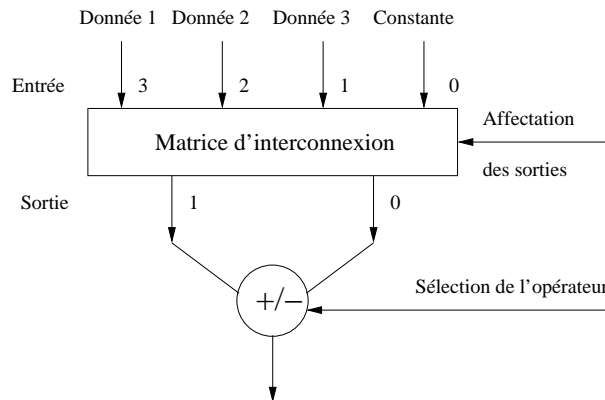 Donnée 1 Donnée 2 Donnée 3 Constante
Entrée 3 2 1 0
Matrice d'interconnexion
Affectation
des sorties
Sortie 1 0
Sélection de l'opérateur
+/−